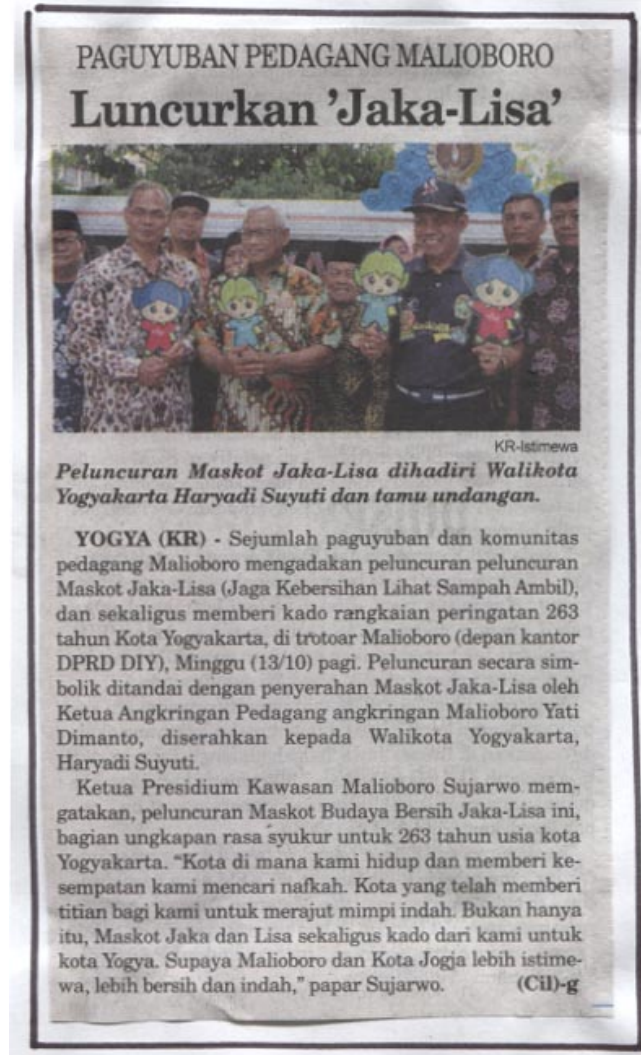 PAGUYUBAN PEDAGANG MALIOBORO
Luncurkan 'Jaka-Lisa'
KR-Istimewa
Peluncuran Maskot Jaka-Lisa dihadiri Walikota
Yogyakarta Haryadi Suyuti dan tamu undangan.
YOGYA (KR) - Sejumlah paguyuban dan komunitas
pedagang Malioboro mengadakan peluncuran peluncuran
Maskot Jaka-Lisa (Jaga Kebersihan Lihat Sampah Ambil),
dan sekaligus memberi kado rangkaian peringatan 263
tahun Kota Yogyakarta, di trotoar Malioboro (depan kantor
DPRD DIY), Minggu (13/10) pagi. Peluncuran secara sim-
bolik ditandai dengan penyerahan Maskot Jaka-Lisa oleh
Ketua Angkringan Pedagang angkringan Malioboro Yati
Dimanto, diserahkan kepada Walikota Yogyakarta,
Haryadi Suyuti.
Ketua Presidium Kawasan Malioboro Sujarwo mem-
gatakan, peluncuran Maskot Budaya Bersih Jaka-Lisa ini,
bagian ungkapan rasa syukur untuk 263 tahun usia kota
Yogyakarta. "Kota di mana kami hidup dan memberi ke-
sempatan kami mencari nafkah. Kota yang telah memberi
titian bagi kami untuk merajut mimpi indah. Bukan hanya
itu, Maskot Jaka dan Lisa sekaligus kado dari kami untuk
kota Yogya. Supaya Malioboro dan Kota Jogja lebih istime-
wa, lebih bersih dan indah," papar Sujarwo. (Cil)-g